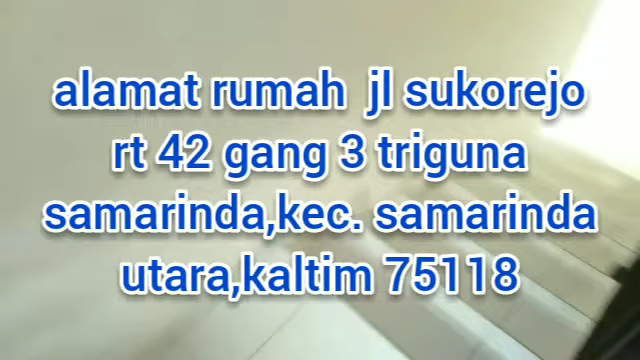 alamat rumah  jl sukorejo
rt 42 gang 3 triguna
samarinda,kec. samarinda
utara,kaltim 75118